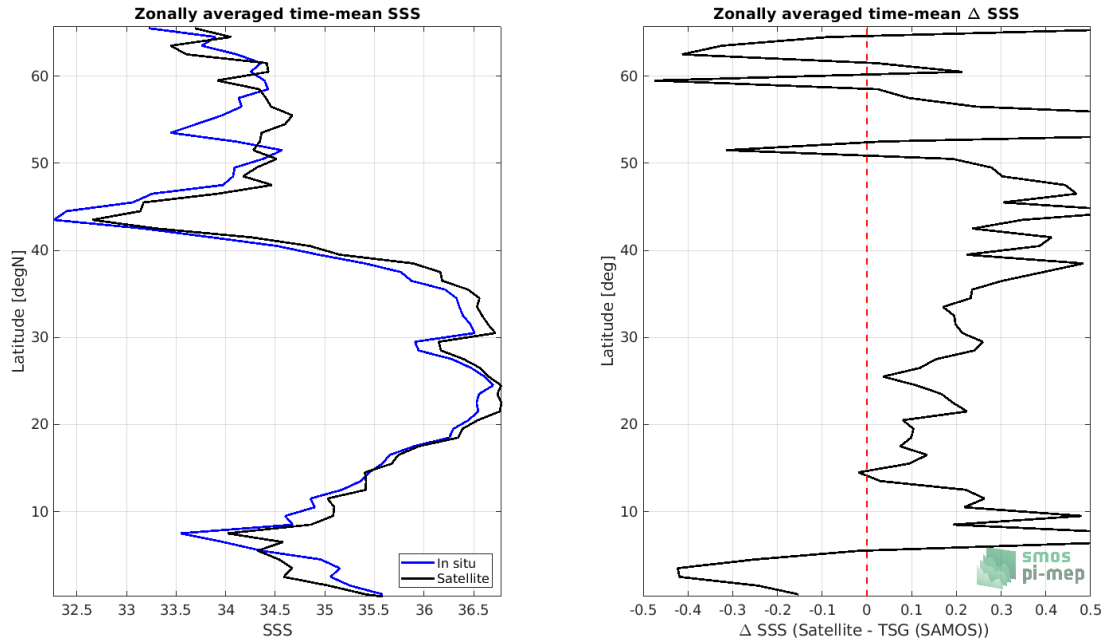 Zonally averaged time-mean SSS
Latitude [degN]
60
50
40
30
20
10
32.5 33 33.5 34 34.5 35 35.5 36 36.5
SSS
In situ
Satellite
Zonally averaged time-mean Δ SSS
Latitude [deg]
60
50
40
30
20
10
-0.5 -0.4 -0.3 -0.2 -0.1 0 0.1 0.2 0.3 0.4 0.5
Δ SSS (Satellite - TSG (SAMOS))
smos
pi-mep